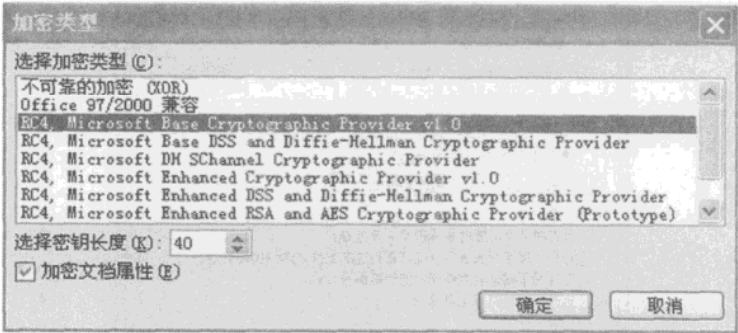 加密类型
选择加密类型(C):
不可靠的加密 (XOR)
Office 97/2000 兼容
RC4, Microsoft Base Cryptographic Provider v1.0
RC4, Microsoft Base DSS and Diffie-Hellman Cryptographic Provider
RC4, Microsoft DH SChannel Cryptographic Provider
RC4, Microsoft Enhanced Cryptographic Provider v1.0
RC4, Microsoft Enhanced DSS and Diffie-Hellman Cryptographic Provider
RC4, Microsoft Enhanced RSA and AES Cryptographic Provider (Prototype)
选择密钥长度(K): 40
加密文档属性(E)
确定 取消